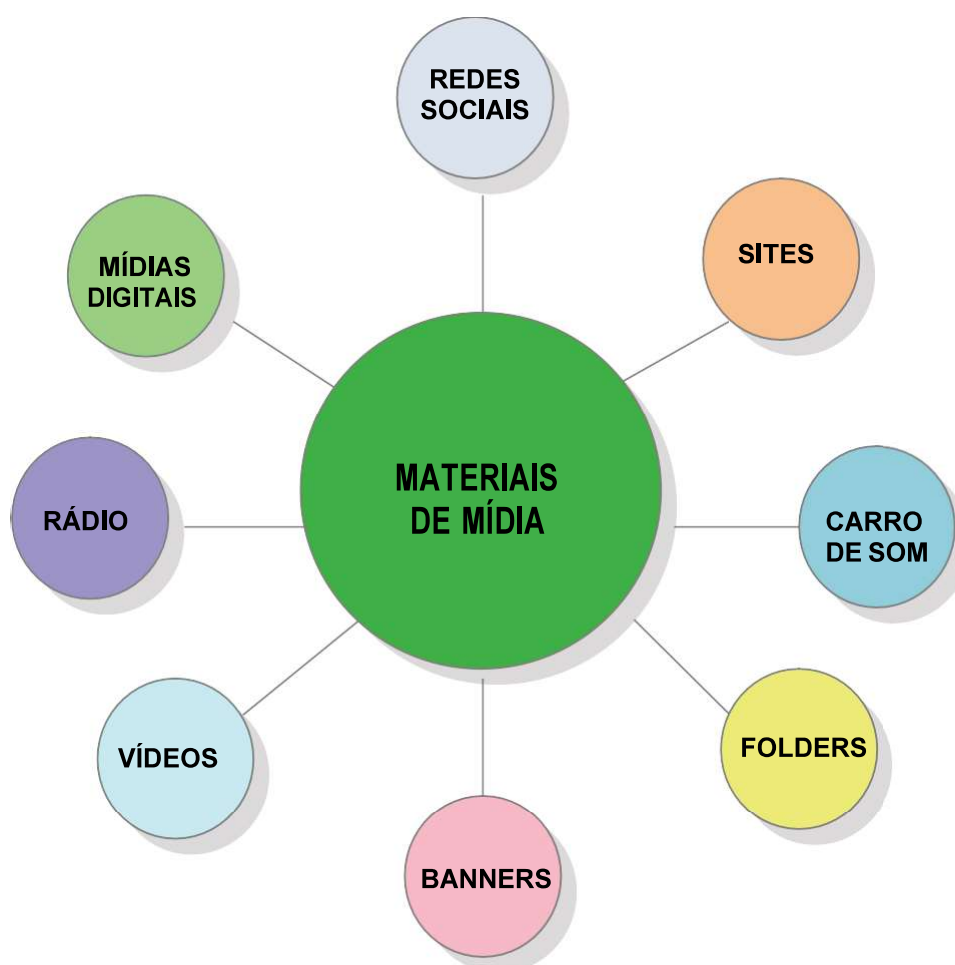 REDES
SOCIAIS
SITES
MÍDIAS
DIGITAIS
MATERIAIS
DE MÍDIA
RÁDIO
CARRO
DE SOM
VÍDEOS
FOLDERS
BANNERS